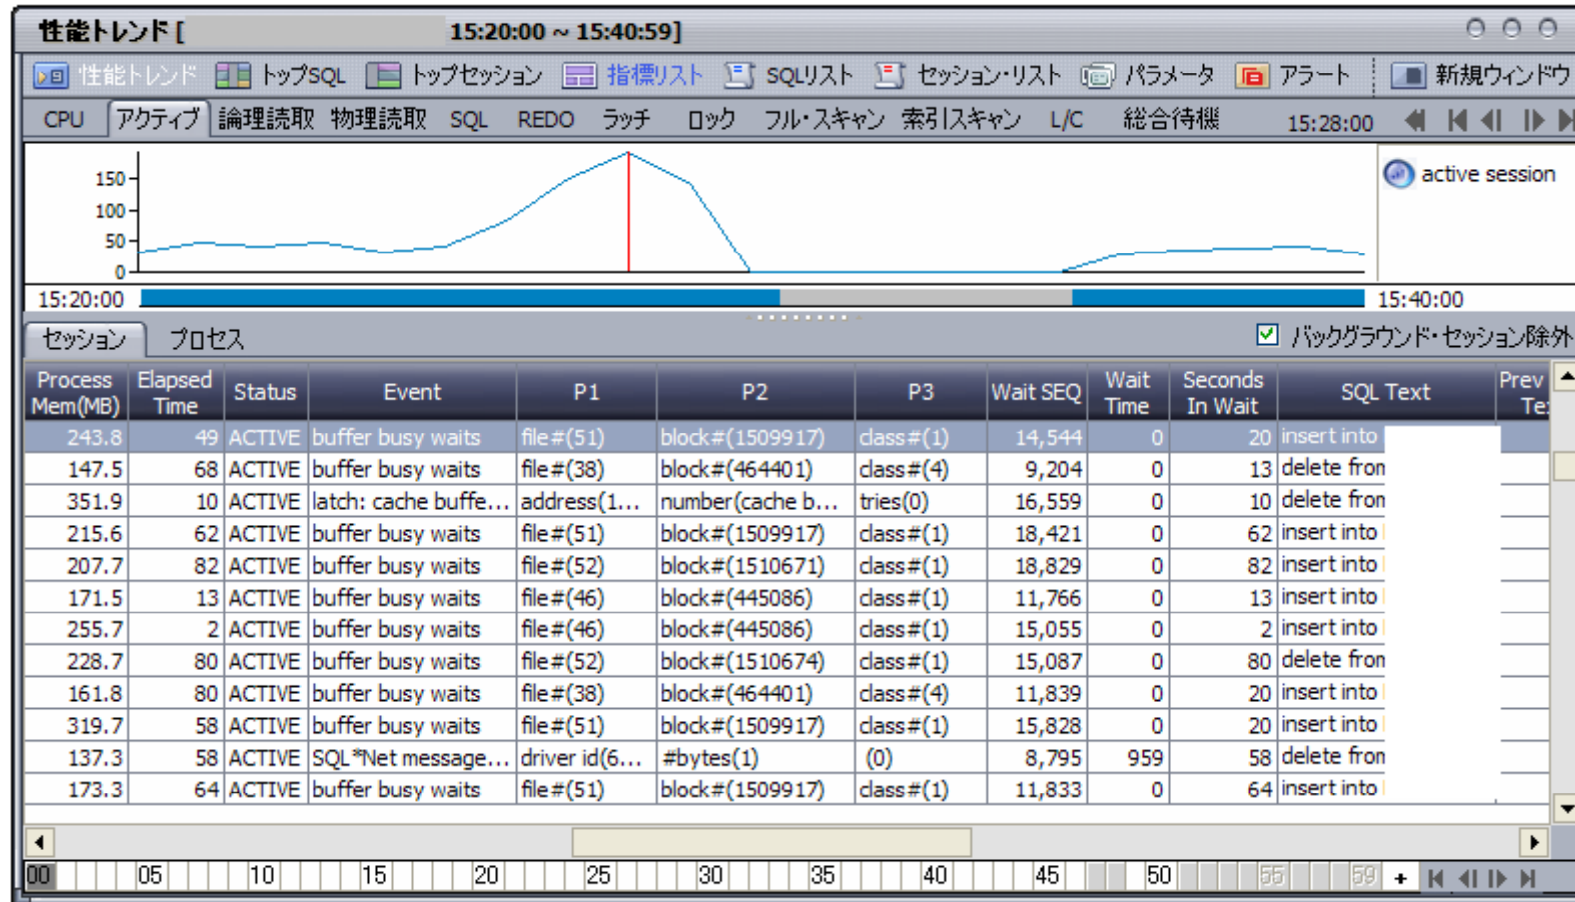 性能トレンド [ 15:20:00 ~ 15:40:59]
性能トレンド トップSQL トップセッション 指標リスト SQLリスト セッション・リスト パラメータ アラート 新規ウィンドウ
CPU アクティブ 論理読取 物理読取 SQL REDO ラッチ ロック フル・スキャン 索引スキャン L/C 総合待機 15:28:00
150
100
50
0
active session
15:20:00 15:40:00
セッション プロセス バックグラウンド・セッション除外
Process Mem(MB) Elapsed Time Status Event P1 P2 P3 Wait SEQ Wait Time Seconds In Wait SQL Text Prev
243.8 49 ACTIVE buffer busy waits file#(51) block#(1509917) class#(1) 14,544 0 20 insert into
147.5 68 ACTIVE buffer busy waits file#(38) block#(464401) class#(4) 9,204 0 13 delete from
351.9 10 ACTIVE latch: cache buffe... address(1... number(cache b... tries(0) 16,559 0 10 delete from
215.6 62 ACTIVE buffer busy waits file#(51) block#(1509917) class#(1) 18,421 0 62 insert into
207.7 82 ACTIVE buffer busy waits file#(52) block#(1510671) class#(1) 18,829 0 82 insert into
171.5 13 ACTIVE buffer busy waits file#(46) block#(445086) class#(1) 11,766 0 13 insert into
255.7 2 ACTIVE buffer busy waits file#(46) block#(445086) class#(1) 15,055 0 2 insert into
228.7 80 ACTIVE buffer busy waits file#(52) block#(1510674) class#(1) 15,087 0 80 delete from
161.8 80 ACTIVE buffer busy waits file#(38) block#(464401) class#(4) 11,839 0 20 insert into
319.7 58 ACTIVE buffer busy waits file#(51) block#(1509917) class#(1) 15,828 0 20 insert into
137.3 58 ACTIVE SQL*Net message... driver id(6... #bytes(1) (0) 8,795 959 58 delete from
173.3 64 ACTIVE buffer busy waits file#(51) block#(1509917) class#(1) 11,833 0 64 insert into
00 05 10 15 20 25 30 35 40 45 50 55 59 +